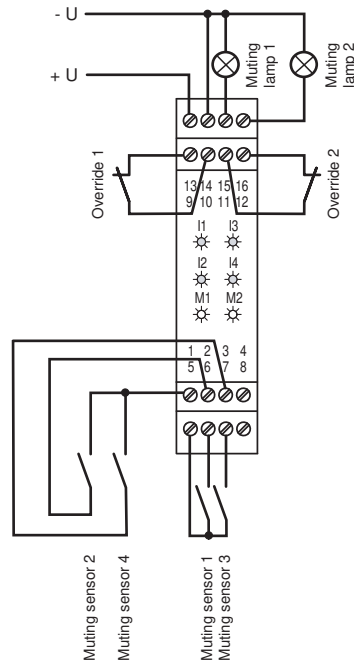 - U
+ U
Muting
lamp 1
Muting
lamp 2
Override 1
Override 2
13 14 15 16
9 10 11 12
I1 I3
I2 I4
M1 M2
1 2 3 4
5 6 7 8
Muting sensor 2
Muting sensor 4
Muting sensor 1
Muting sensor 3